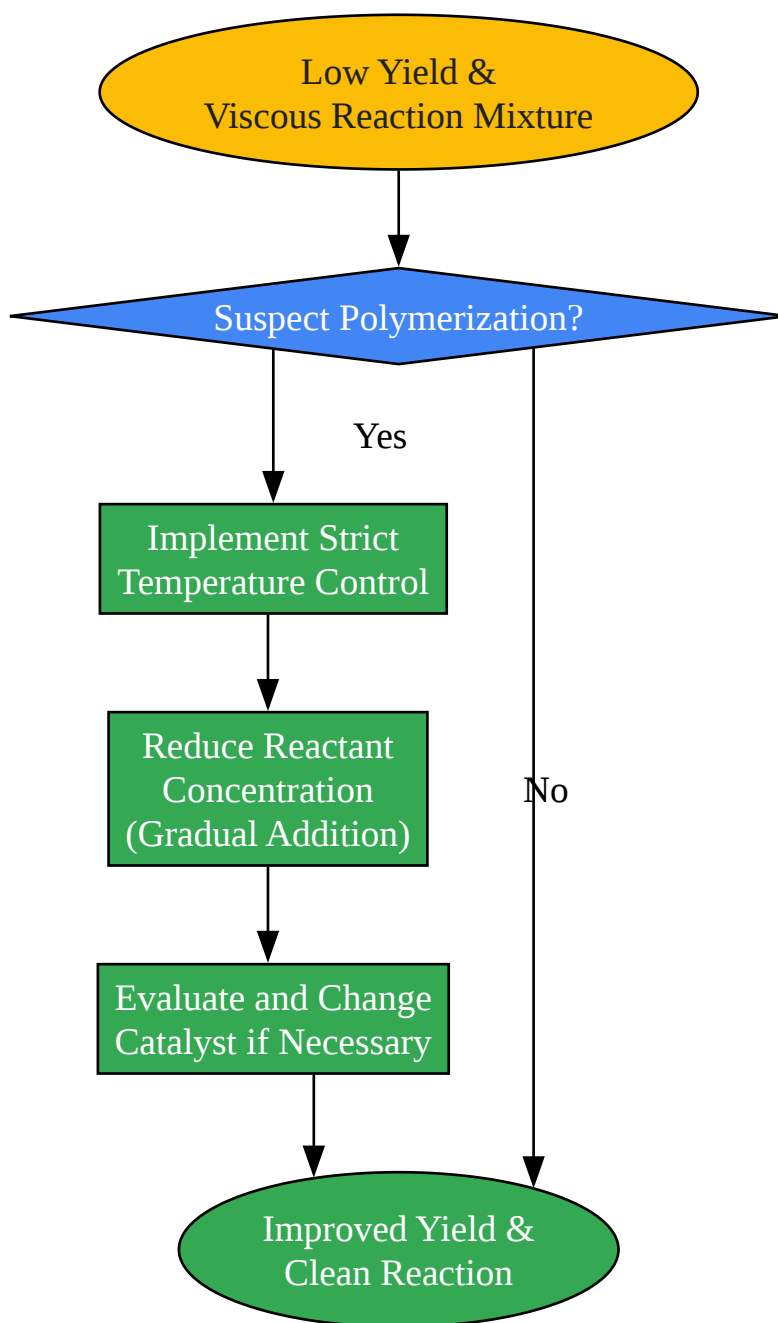 Low Yield &
Viscous Reaction Mixture
Suspect Polymerization?
Yes
Implement Strict
Temperature Control
Reduce Reactant
Concentration
(Gradual Addition)
No
Evaluate and Change
Catalyst if Necessary
Improved Yield &
Clean Reaction